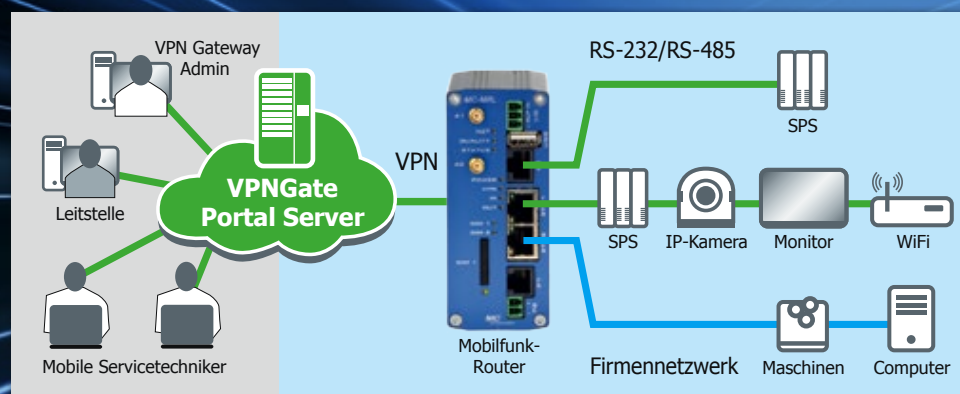 VPN Gateway
Admin
Leitstelle
VPNGate
Portal Server
Mobile Servicetechniker
VPN
POWER
Mobilfunk-
Router
RS-232/RS-485
SPS
SPS
IP-Kamera
Monitor
WiFi
Firmennetzwerk
Maschinen
Computer